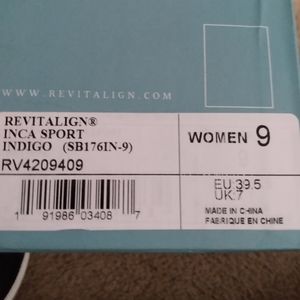 WWW.REVITALIGN.COM
REVITALIGN®
INCA SPORT
INDIGO (SB176IN-9)
RV4209409
1 91986 03408 7
WOMEN 9
EU:39.5
UK:7
MADE IN CHINA
FABRIQUE EN CHINE